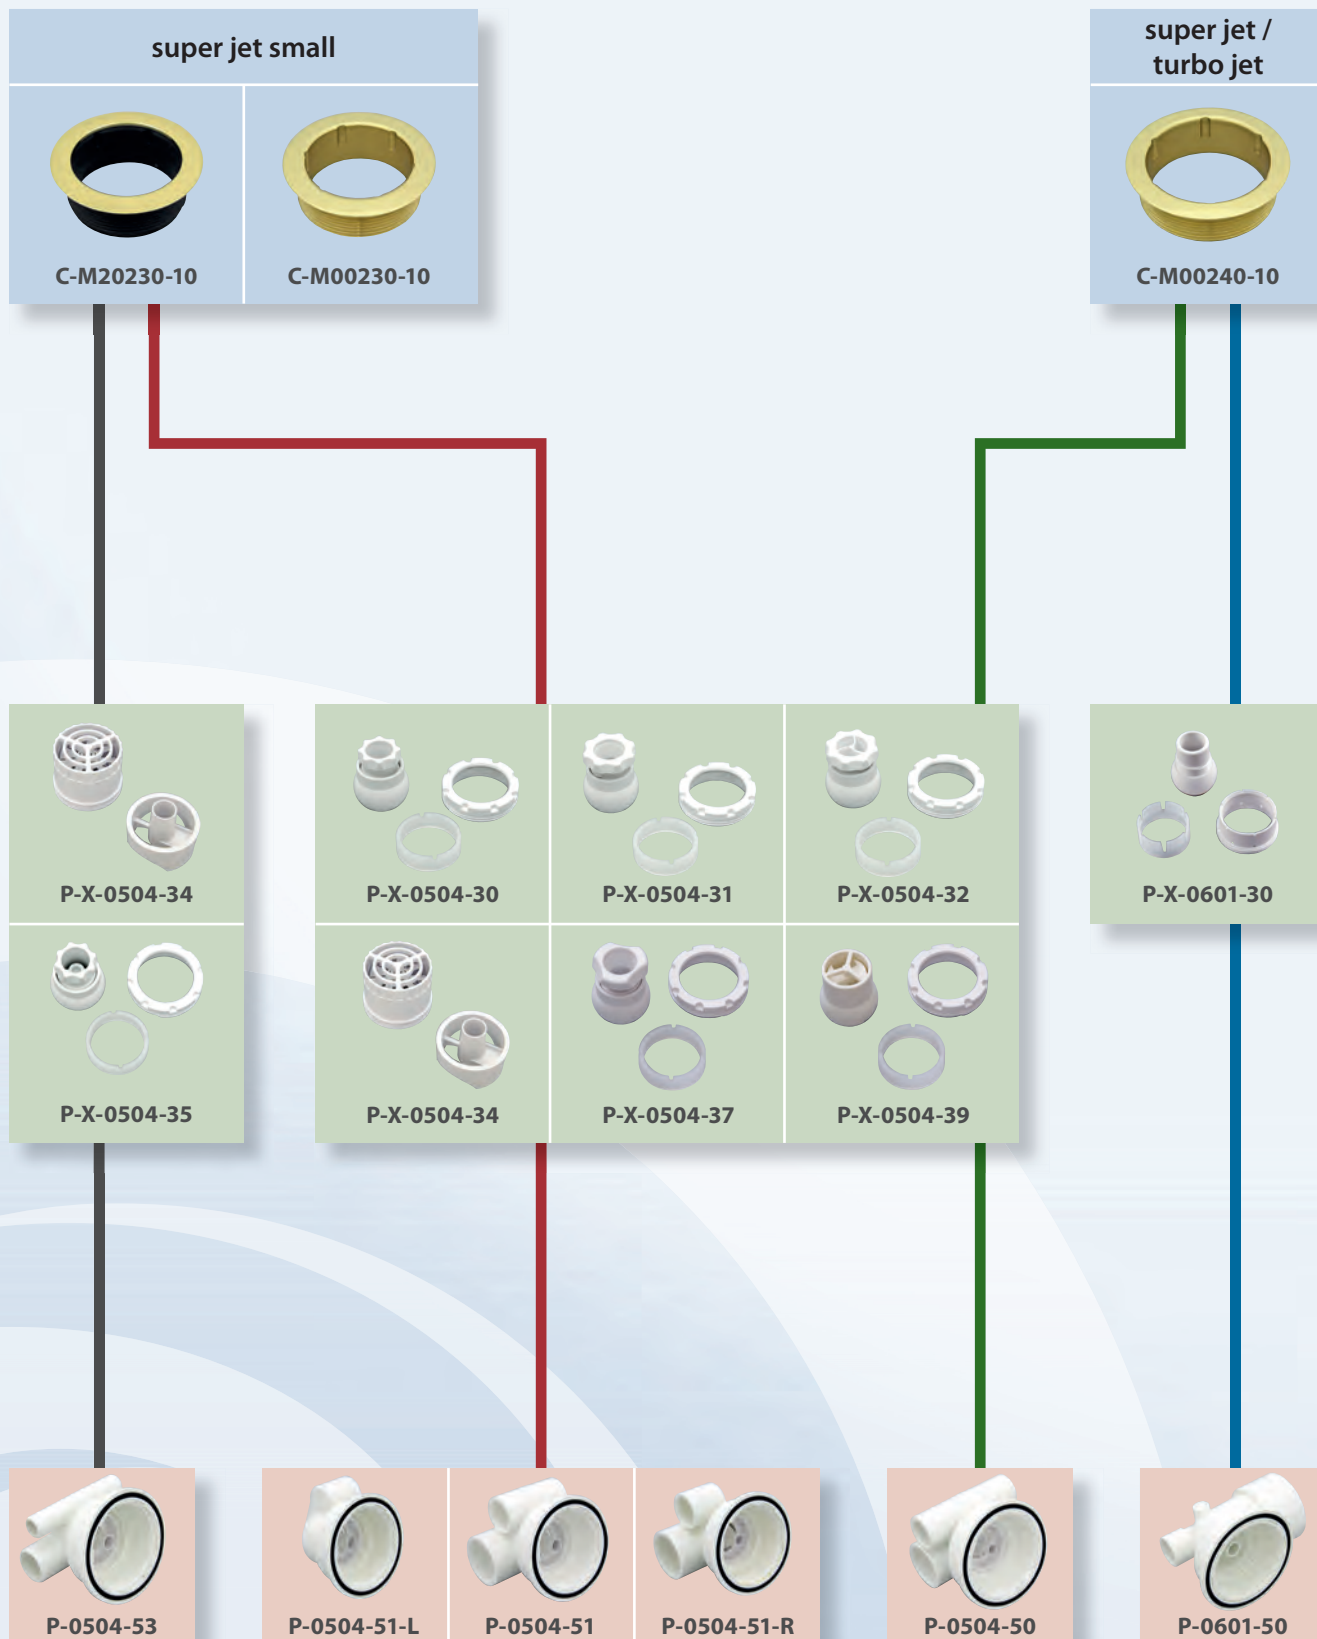 super jet small
super jet /
turbo jet
C-M20230-10
C-M00230-10
C-M00240-10
P-X-0504-34
P-X-0504-30
P-X-0504-31
P-X-0504-32
P-X-0601-30
P-X-0504-35
P-X-0504-34
P-X-0504-37
P-X-0504-39
P-0504-53
P-0504-51-L
P-0504-51
P-0504-51-R
P-0504-50
P-0601-50